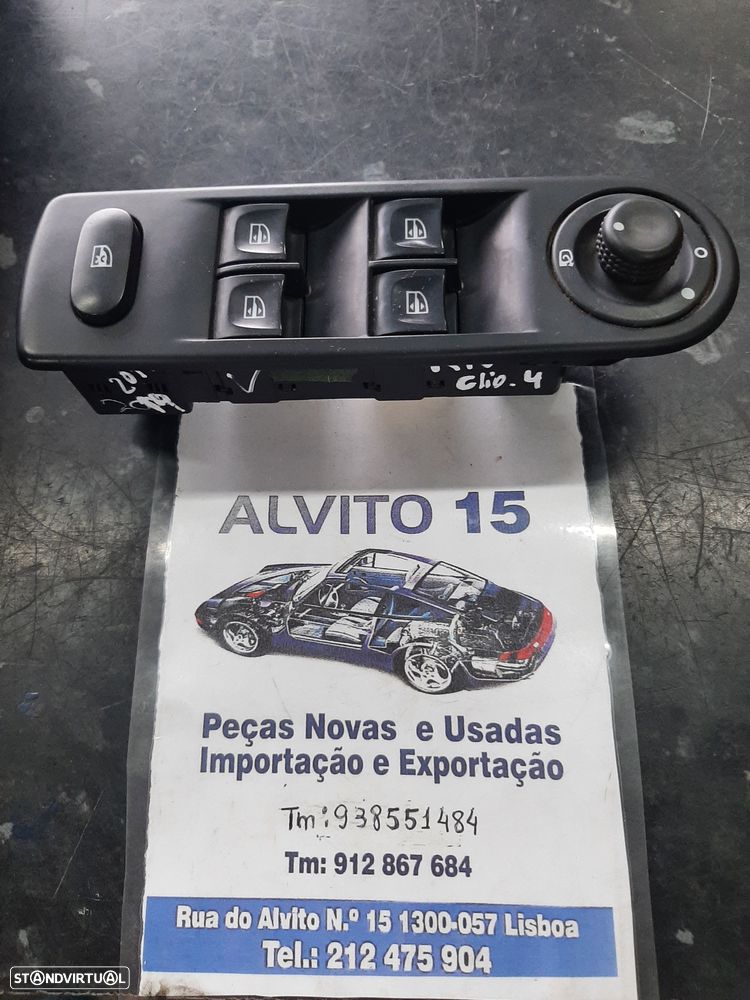 Clio. 4
ALVITO 15
Peças Novas e Usadas
Importação e Exportação
Tm: 938551484
Tm: 912 867 684
Rua do Alvito N.º 15 1300-057 Lisboa
Tel.: 212 475 904
STANDVIRTUAL